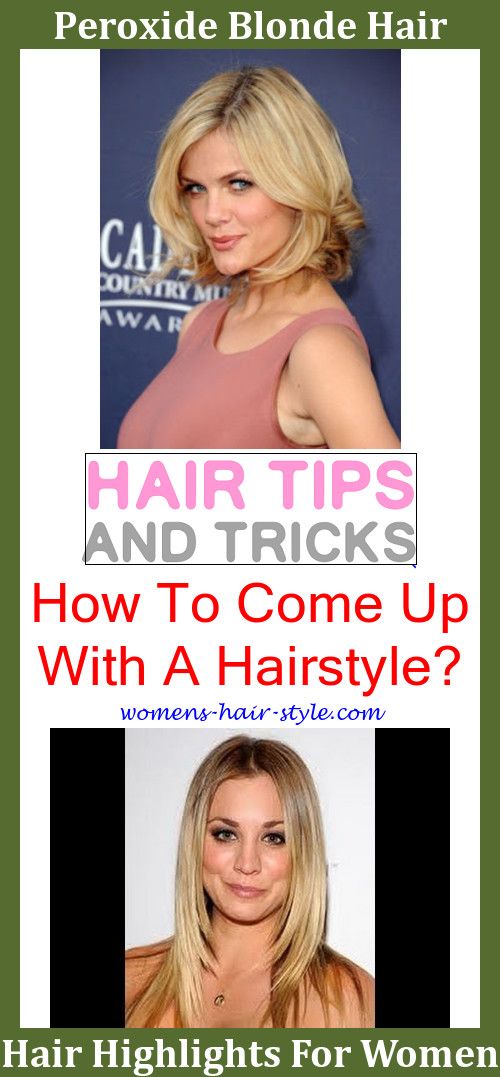 Peroxide Blonde Hair
COUNTRY MU
AWAR
HAIR TIPS
AND TRICKS
How To Come Up
With A Hairstyle?
womens-hair-style.com
Hair Highlights For Women